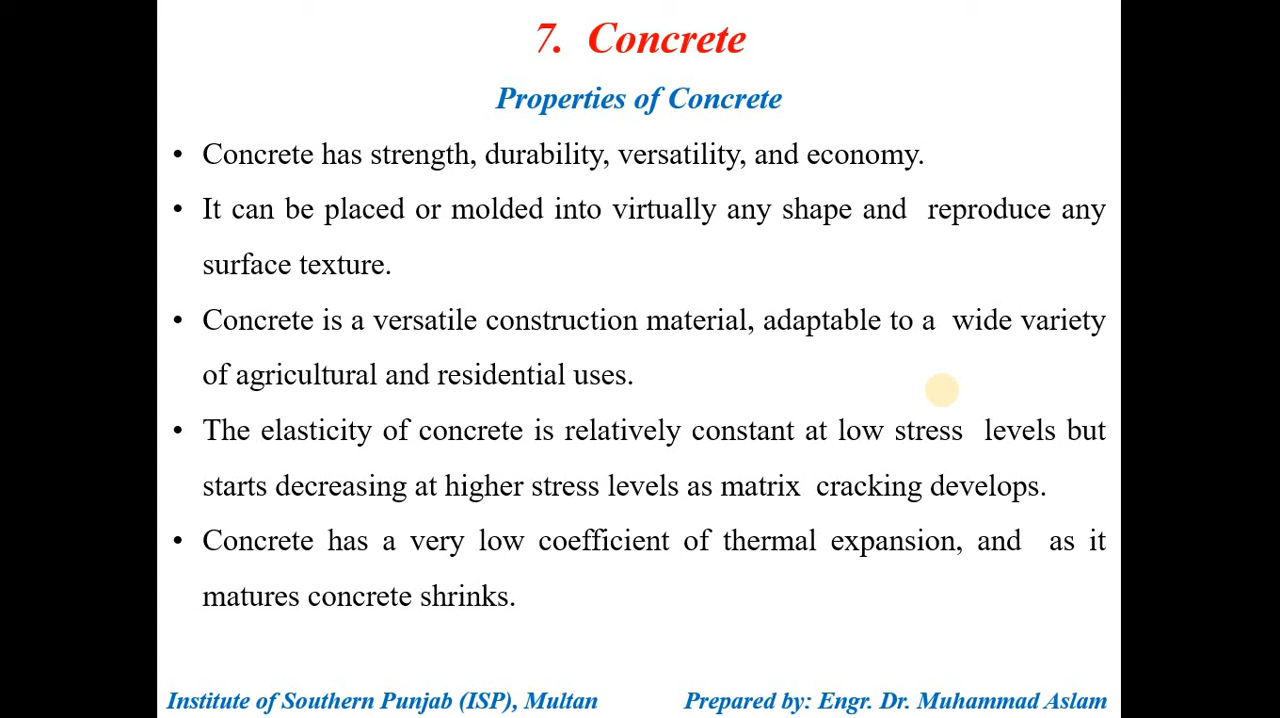 7. Concrete
Properties of Concrete
• Concrete has strength, durability, versatility, and economy.
• It can be placed or molded into virtually any shape and reproduce any
surface texture.
• Concrete is a versatile construction material, adaptable to a wide variety
of agricultural and residential uses.
• The elasticity of concrete is relatively constant at low stress levels but
starts decreasing at higher stress levels as matrix cracking develops.
• Concrete has a very low coefficient of thermal expansion, and as it
matures concrete shrinks.
Institute of Southern Punjab (ISP), Multan Prepared by: Engr. Dr. Muhammad Aslam